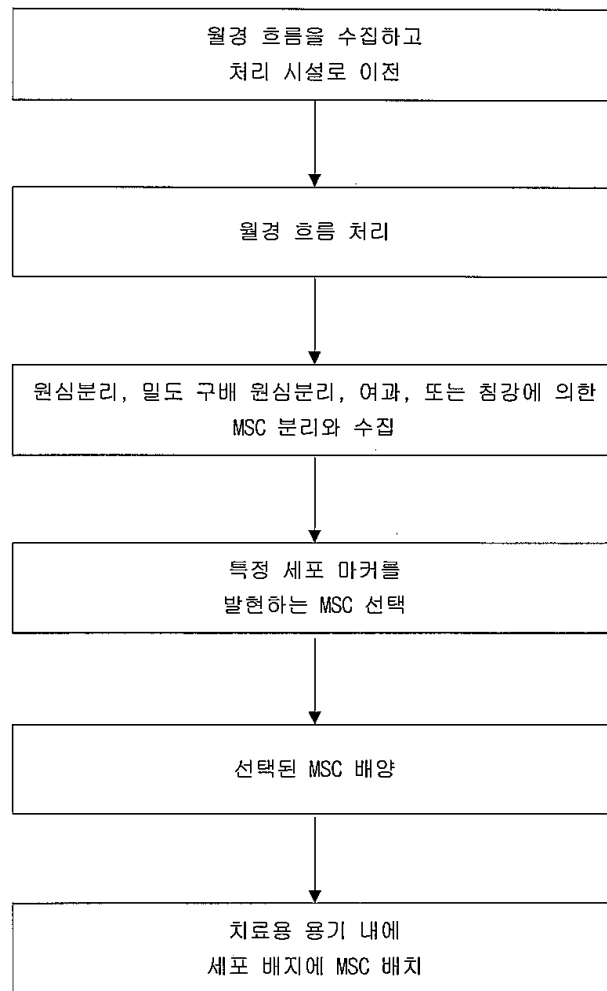 월경 흐름을 수집하고
처리 시설로 이전
월경 흐름 처리
원심분리, 밀도 구배 원심분리, 여과, 또는 침강에 의한
MSC 분리와 수집
특정 세포 마커를
발현하는 MSC 선택
선택된 MSC 배양
치료용 용기 내에
세포 배지에 MSC 배치